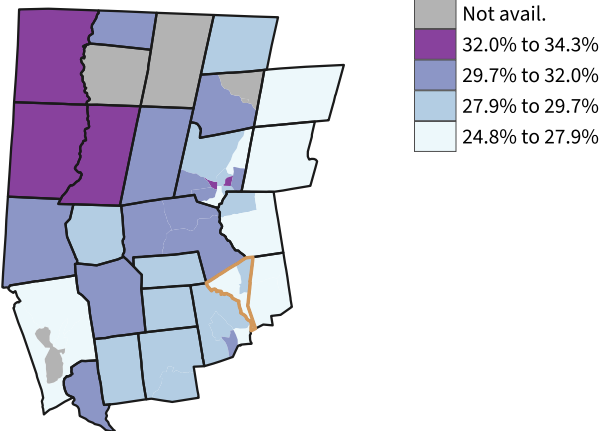 Not avail.
32.0% to 34.3%
29.7% to 32.0%
27.9% to 29.7%
24.8% to 27.9%